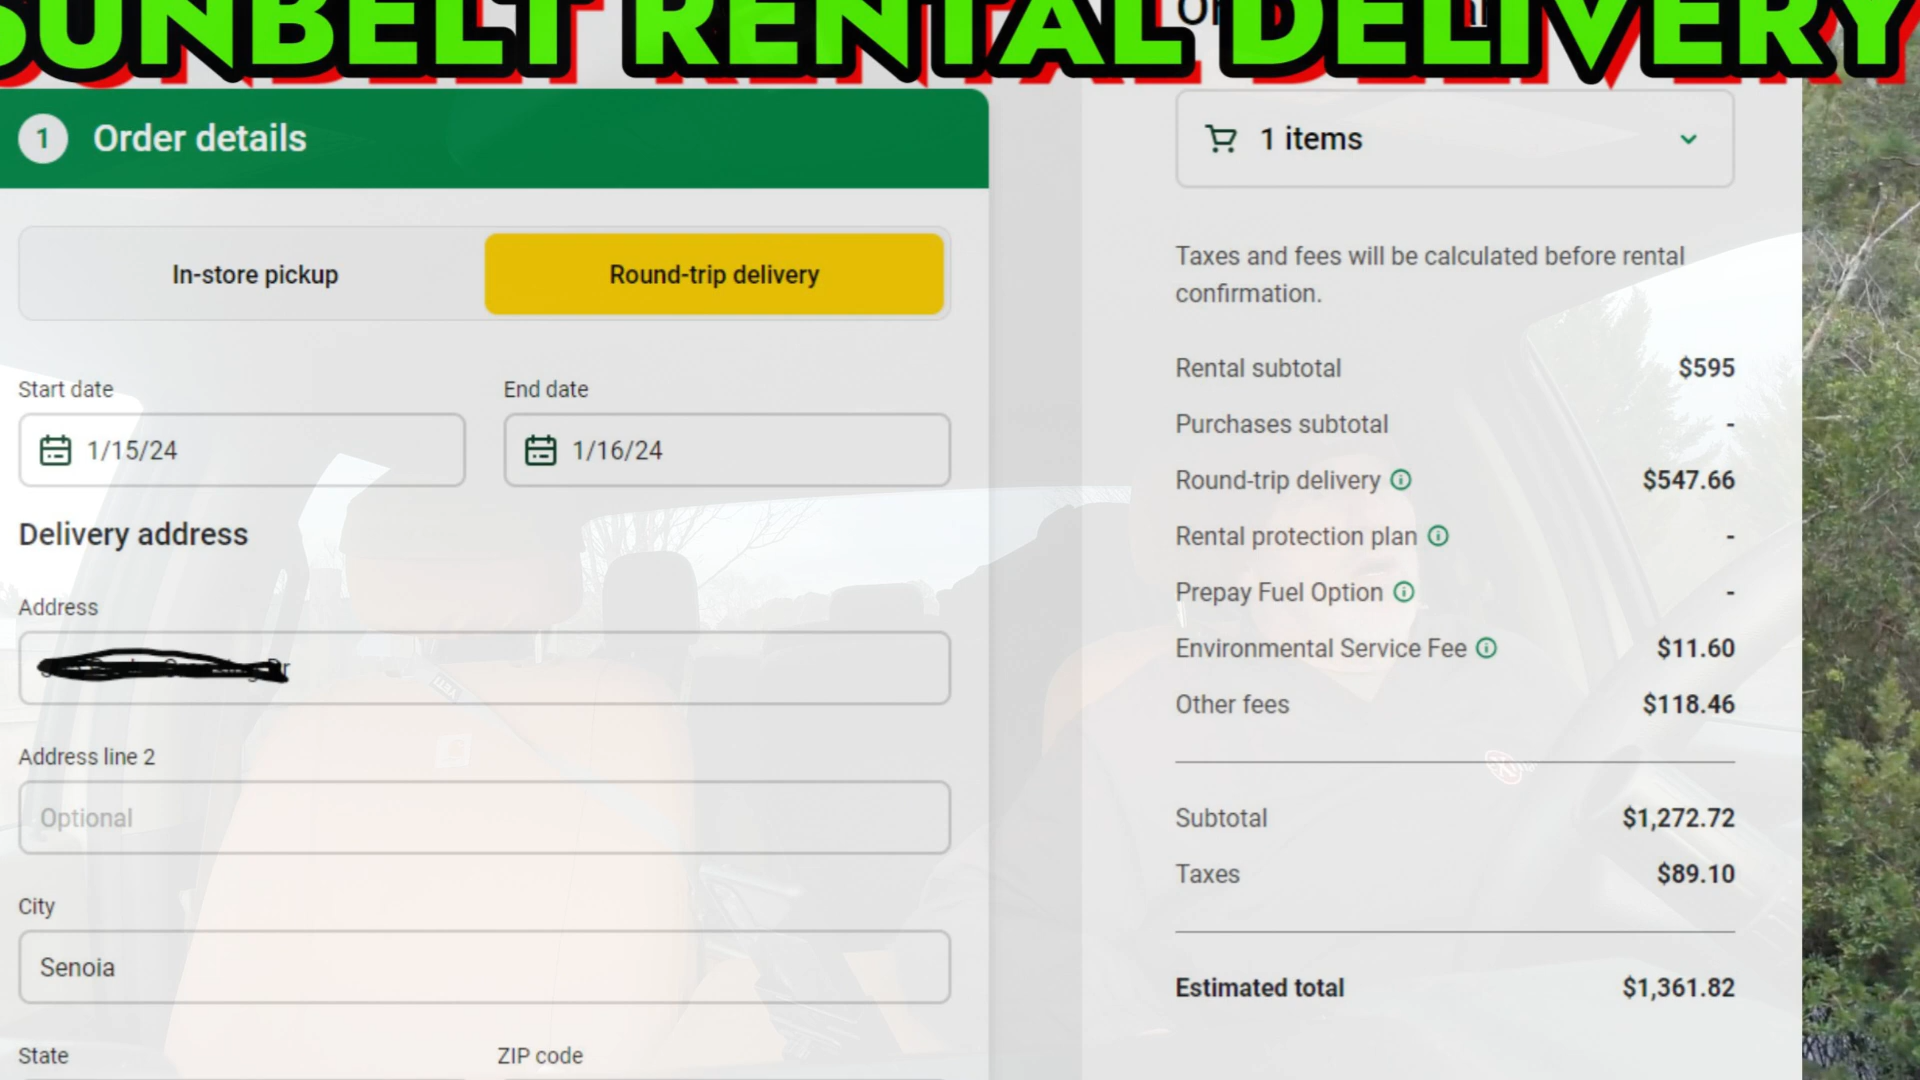 SUNBELT RENTAL DELIVERY
1 Order details
In-store pickup
Round-trip delivery
Start date
End date
1/15/24
1/16/24
Delivery address
Address
Address line 2
Optional
City
Senoia
State
ZIP code
1 items
Taxes and fees will be calculated before rental
confirmation.
Rental subtotal $595
Purchases subtotal -
Round-trip delivery $547.66
Rental protection plan -
Prepay Fuel Option -
Environmental Service Fee $11.60
Other fees $118.46
Subtotal $1,272.72
Taxes $89.10
Estimated total $1,361.82